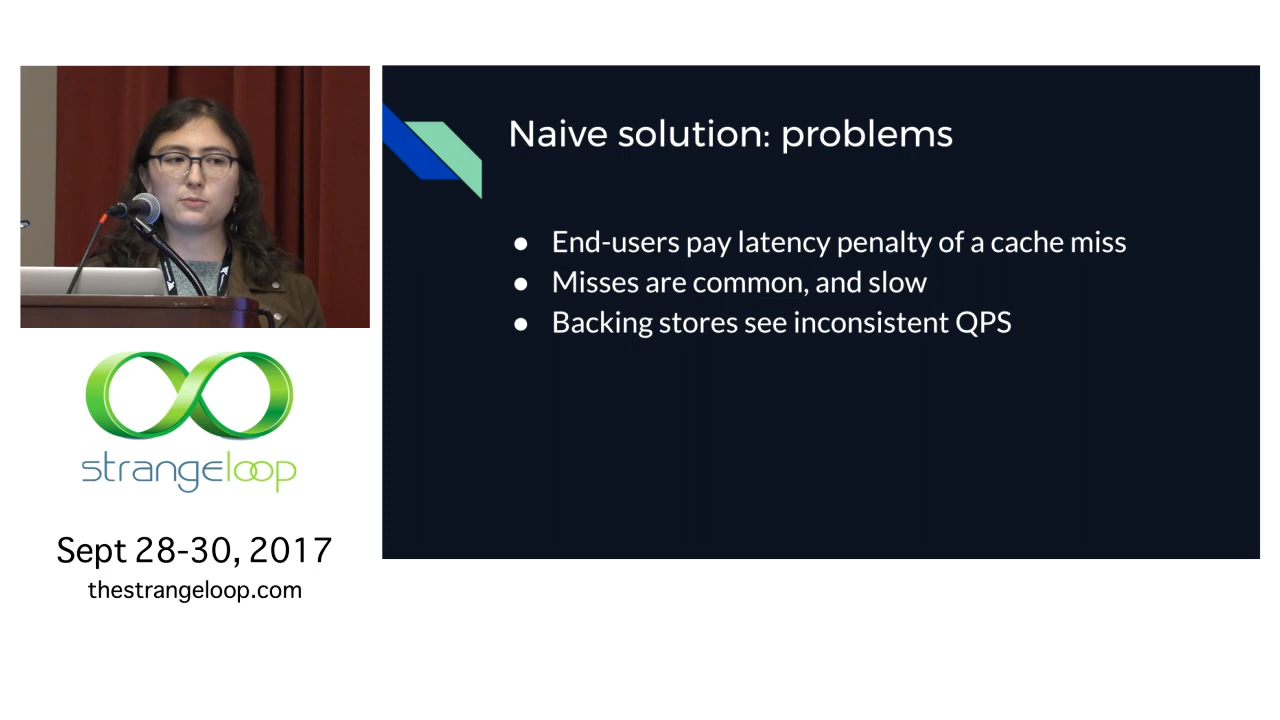 Naive solution: problems
● End-users pay latency penalty of a cache miss
● Misses are common, and slow
● Backing stores see inconsistent QPS
strangeloop
Sept 28-30, 2017
thestrangeloop.com